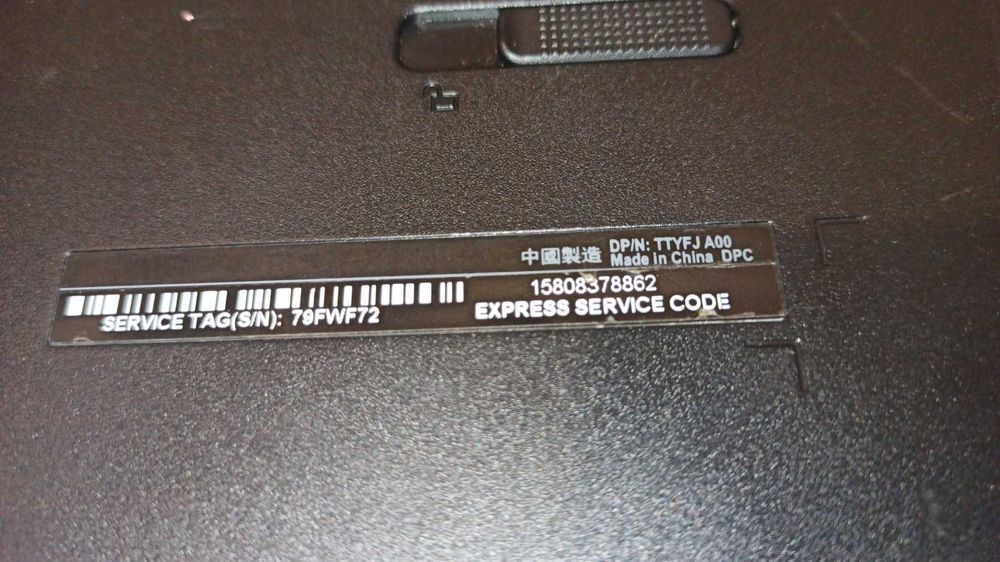 中國製造 DP/N: TTYFJ A00
Made in China DPC
15808378862
SERVICE TAG(S/N): 79FWF72 EXPRESS SERVICE CODE